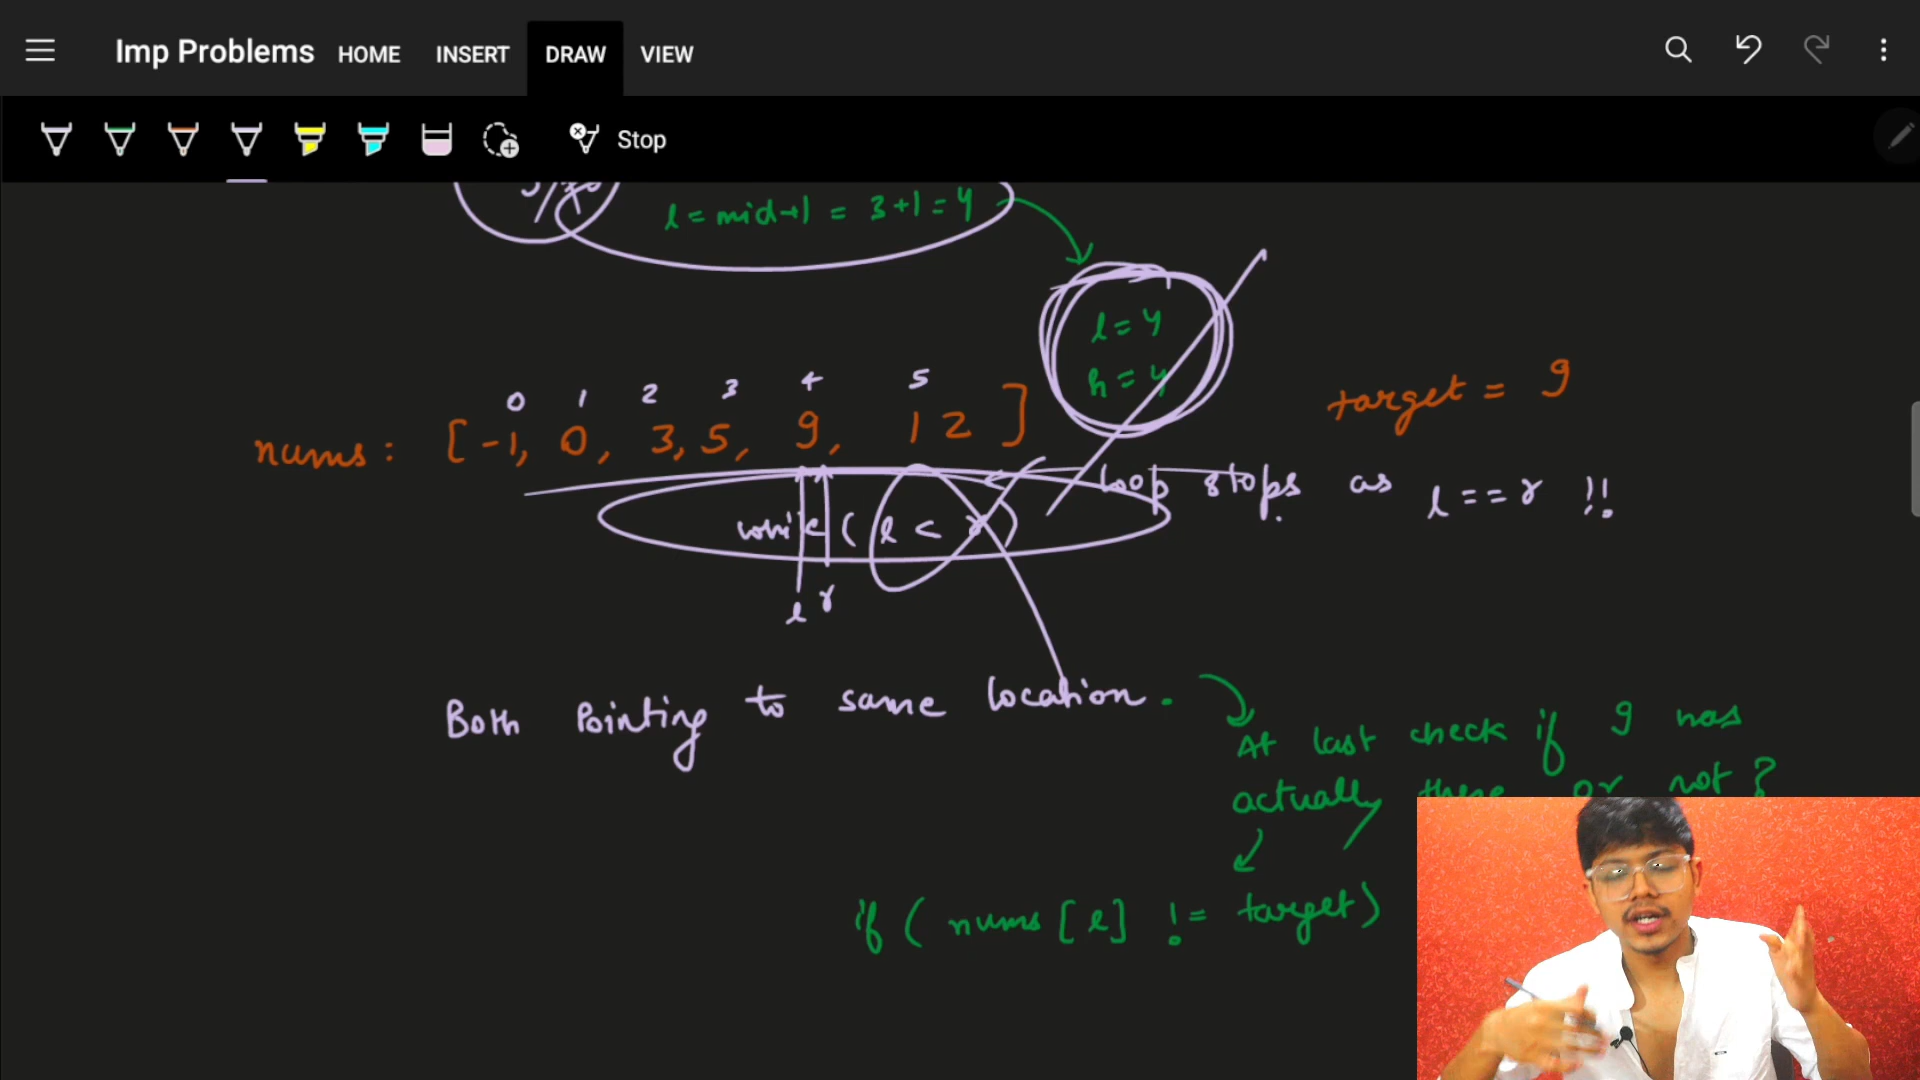 Imp Problems HOME INSERT DRAW VIEW
Stop
l = mid+1 = 3+1 = 4
l = 4
h = 4
0 1 2 3 4 5
nums: [-1, 0, 3, 5, 9, 12]
target = 9
loop stops as l == r !!
while (l < r)
l r
Both Pointing to same location.
At last check if 9 was
actually there or not?
if (nums[l] != target)